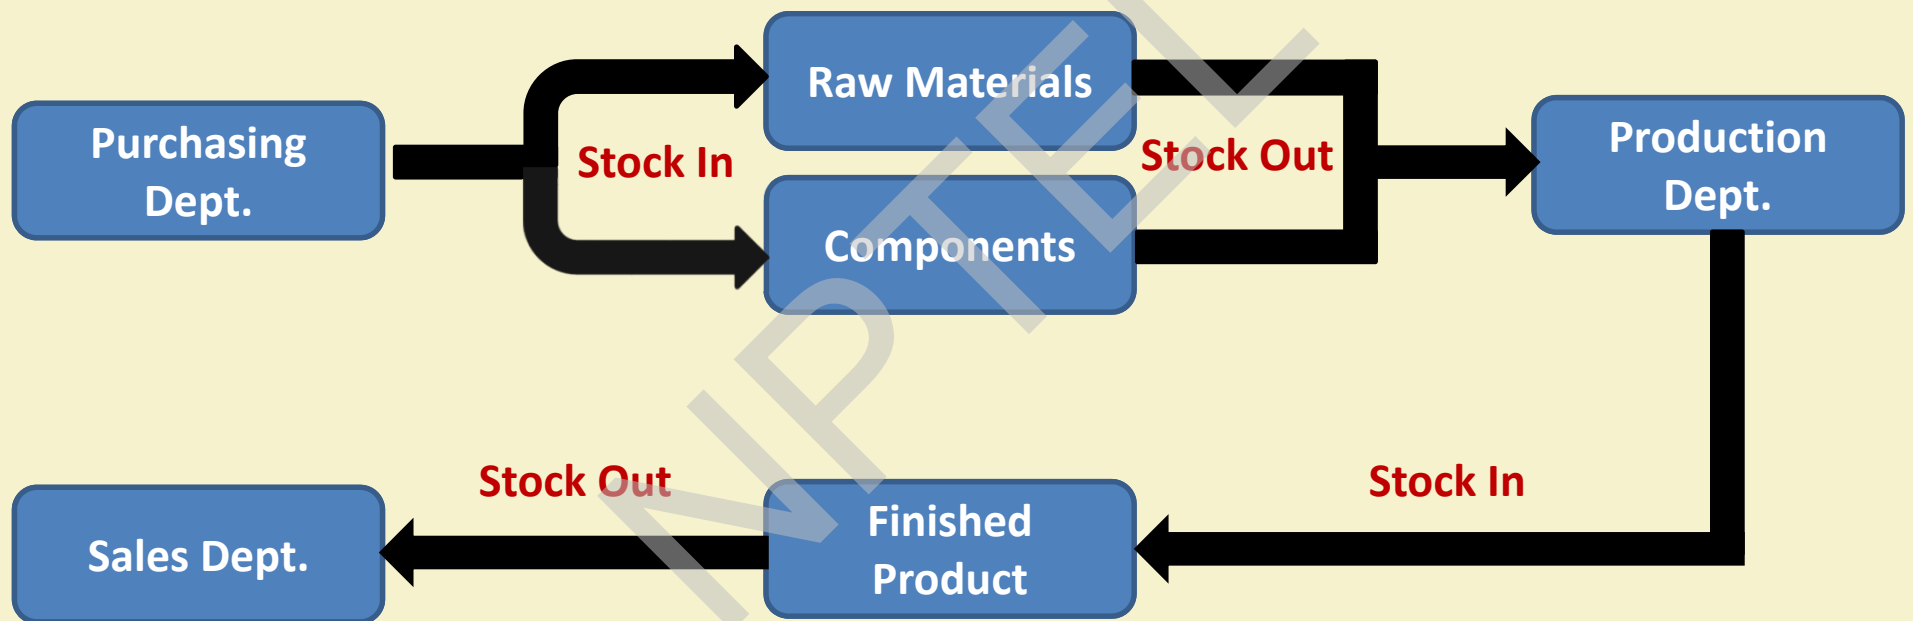 Raw Materials
Purchasing
Dept.
Stock In
Stock Out
Production
Dept.
Components
Stock Out
Stock In
Sales Dept.
Finished
Product
NPTEL